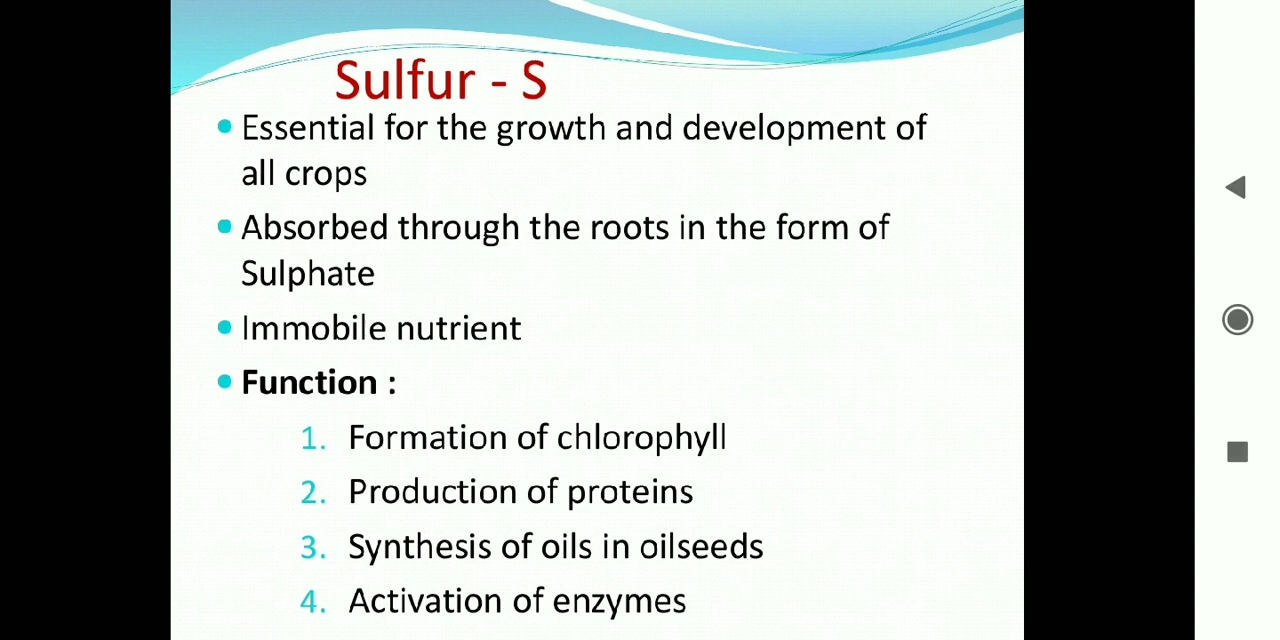 Sulfur - S
• Essential for the growth and development of
all crops
• Absorbed through the roots in the form of
Sulphate
• Immobile nutrient
• Function :
1. Formation of chlorophyll
2. Production of proteins
3. Synthesis of oils in oilseeds
4. Activation of enzymes